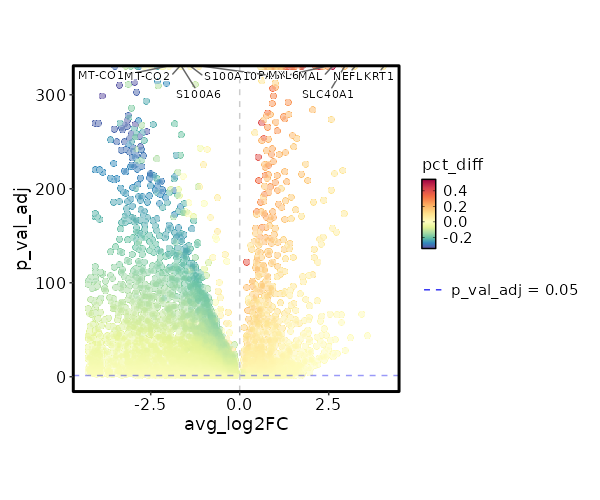 MT-CO1 MT-CO2 S100A10 MYL6 MAL NEFL KRT1
S100A6 SLC40A1
300
200
100
0
p_val_adj
-2.5 0.0 2.5
avg_log2FC
pct_diff
0.4
0.2
0.0
-0.2
p_val_adj = 0.05